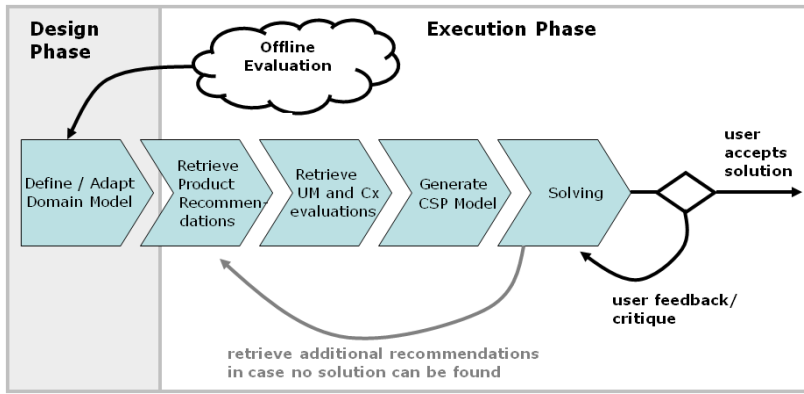 Design
Phase
Offline
Evaluation
Execution Phase
Define / Adapt
Domain Model
Retrieve
Product
Recommen-
dations
Retrieve
UM and Cx
evaluations
Generate
CSP Model
Solving
user
accepts
solution
user feedback/
critique
retrieve additional recommendations
in case no solution can be found